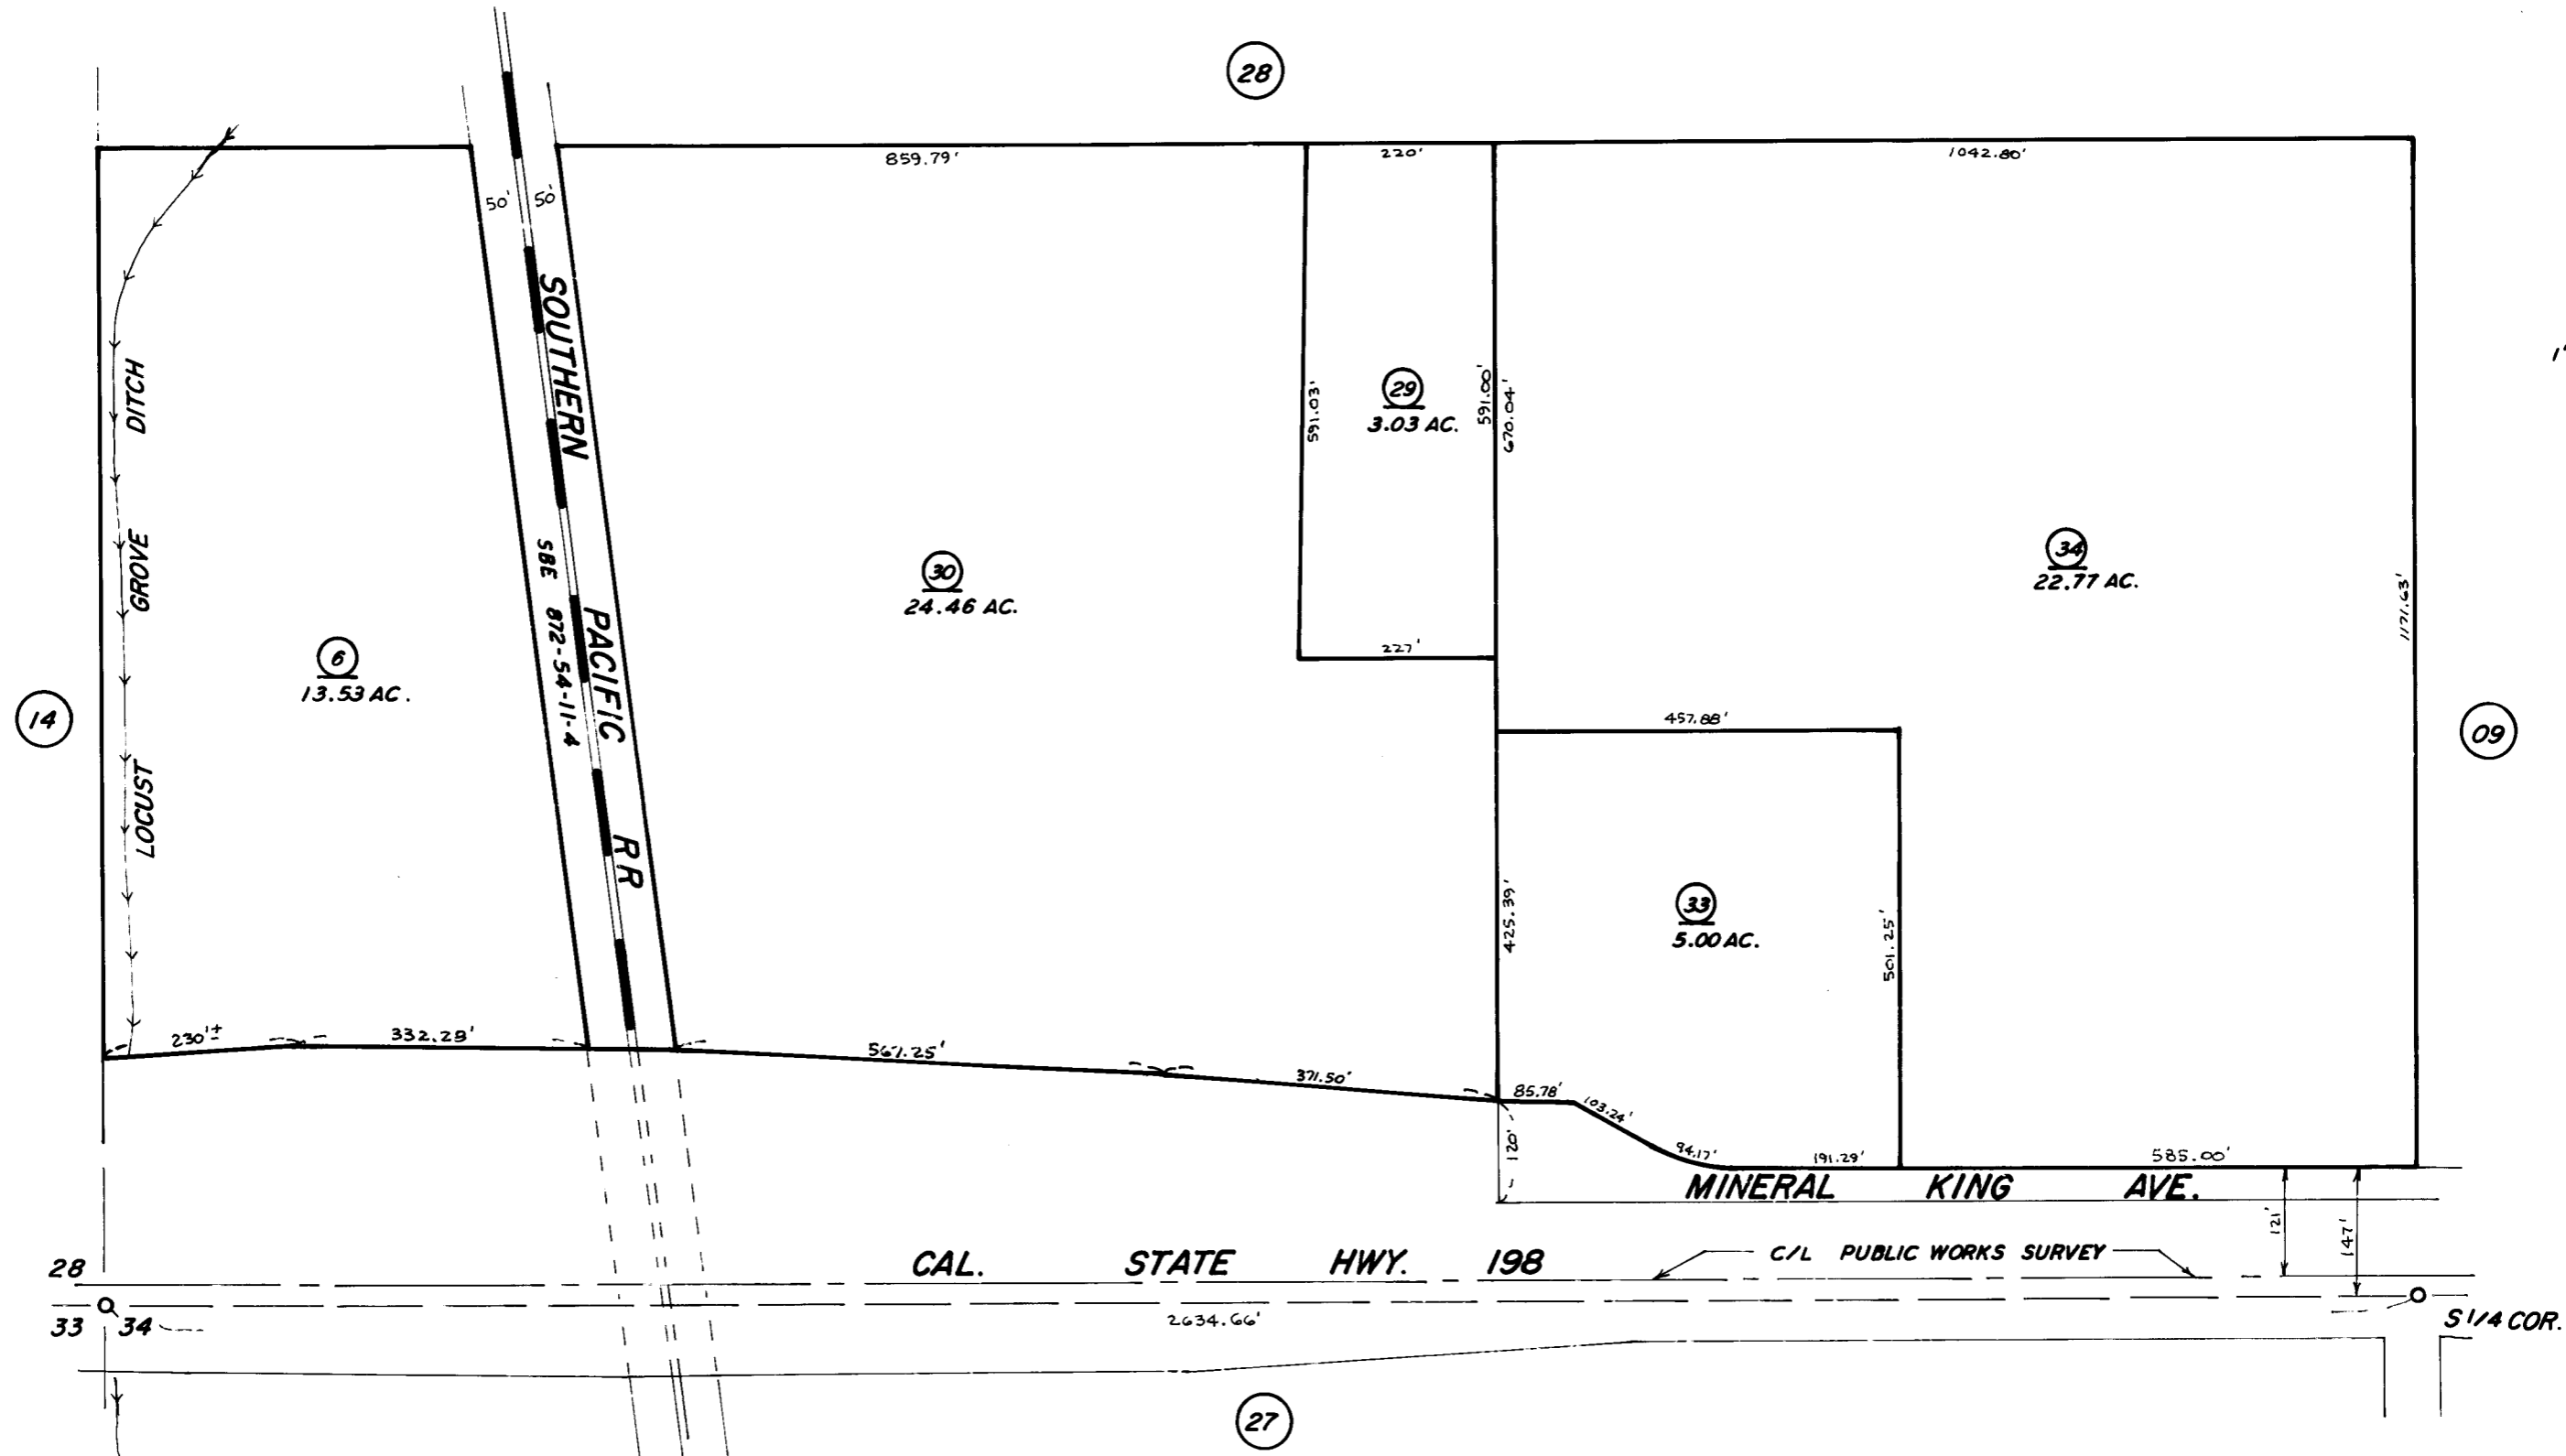 28
859.79'
220'
1042.80'
50'
50'
SOUTHERN
PACIFIC
RR
SBE 872-54-11-4
DITCH
GROVE
LOCUST
1"
591.03'
29
3.03 AC.
591.00'
670.04'
34
22.77 AC.
1171.63'
30
24.46 AC.
6
13.53 AC.
227'
14
457.88'
09
33
5.00 AC.
425.39'
501.25'
230'±
332.28'
567.25'
371.50'
85.78'
103.24'
94.17'
191.29'
585.00'
120'
MINERAL KING AVE.
121'
147'
CAL. STATE HWY. 198
C/L PUBLIC WORKS SURVEY
28
33 34
2634.66'
S 1/4 COR.
27